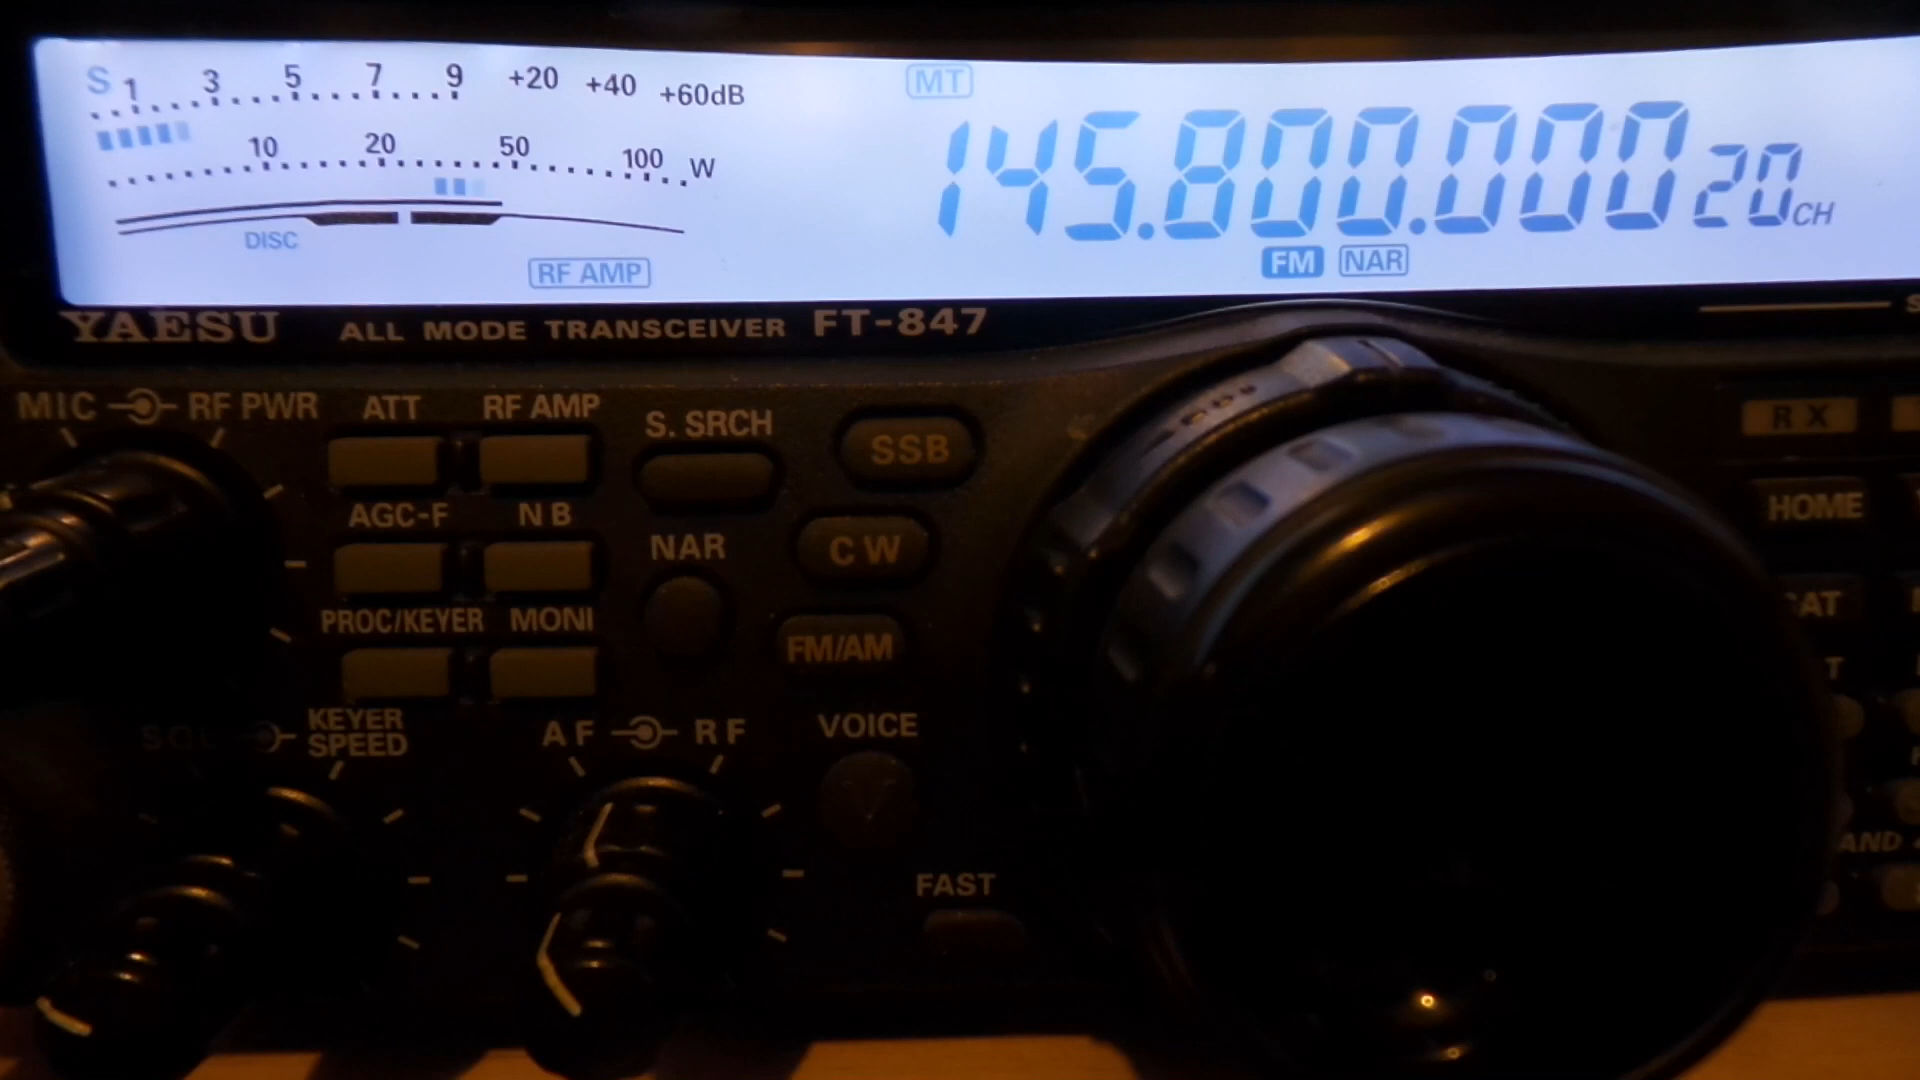 S 1 3 5 7 9 +20 +40 +60dB
MT
145.800.000 20 CH
10 20 50 100 W
DISC
RF AMP
FM NAR
YAESU ALL MODE TRANSCEIVER FT-847
MIC RF PWR ATT RF AMP
S. SRCH
SSB
RX
AGC-F NB
HOME
NAR
CW
PROC/KEYER MONI
FM/AM
KEYER
SPEED
AF RF
VOICE
FAST